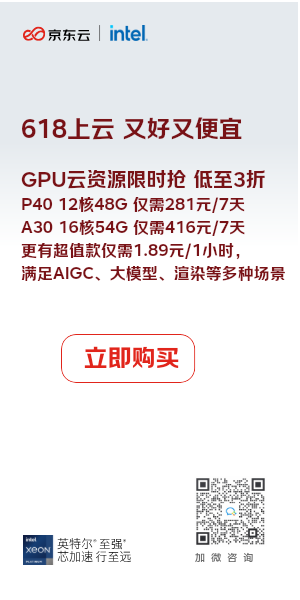 京东云 intel.
618上云 又好又便宜
GPU云资源限时抢 低至3折
P40 12核48G 仅需281元/7天
A30 16核54G 仅需416元/7天
更有超值款仅需1.89元/1小时，
满足AIGC、大模型、渲染等多种场景
立即购买
intel.
XEON
英特尔® 至强®
芯加速 行至远
加微咨询